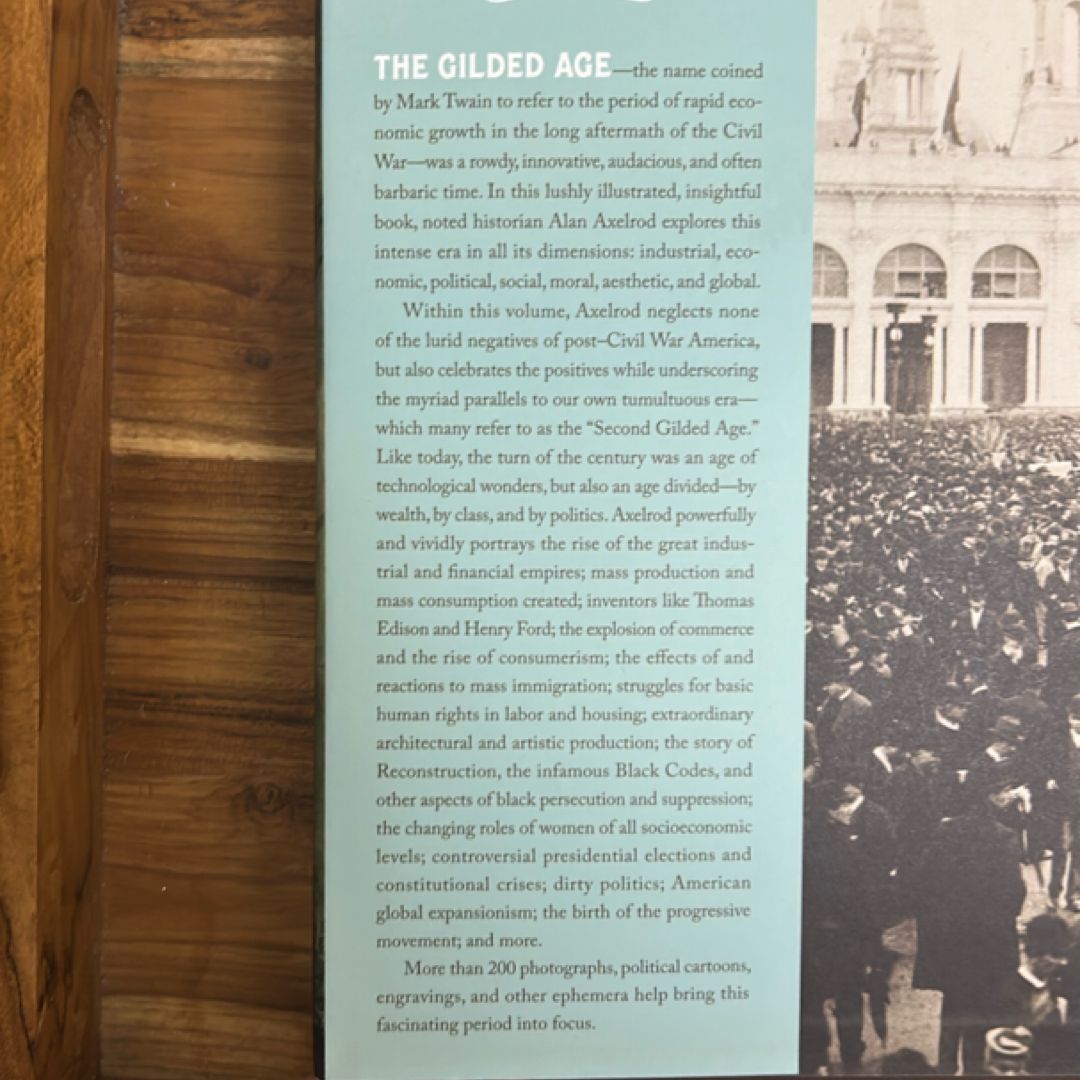 THE GILDED AGE—the name coined
by Mark Twain to refer to the period of rapid eco-
nomic growth in the long aftermath of the Civil
War—was a rowdy, innovative, audacious, and often
barbaric time. In this lushly illustrated, insightful
book, noted historian Alan Axelrod explores this
intense era in all its dimensions: industrial, eco-
nomic, political, social, moral, aesthetic, and global.
Within this volume, Axelrod neglects none
of the lurid negatives of post–Civil War America,
but also celebrates the positives while underscoring
the myriad parallels to our own tumultuous era—
which many refer to as the “Second Gilded Age.”
Like today, the turn of the century was an age of
technological wonders, but also an age divided—by
wealth, by class, and by politics. Axelrod powerfully
and vividly portrays the rise of the great indus-
trial and financial empires; mass production and
mass consumption created; inventors like Thomas
Edison and Henry Ford; the explosion of commerce
and the rise of consumerism; the effects of and
reactions to mass immigration; struggles for basic
human rights in labor and housing; extraordinary
architectural and artistic production; the story of
Reconstruction, the infamous Black Codes, and
other aspects of black persecution and suppression;
the changing roles of women of all socioeconomic
levels; controversial presidential elections and
constitutional crises; dirty politics; American
global expansionism; the birth of the progressive
movement; and more.
More than 200 photographs, political cartoons,
engravings, and other ephemera help bring this
fascinating period into focus.